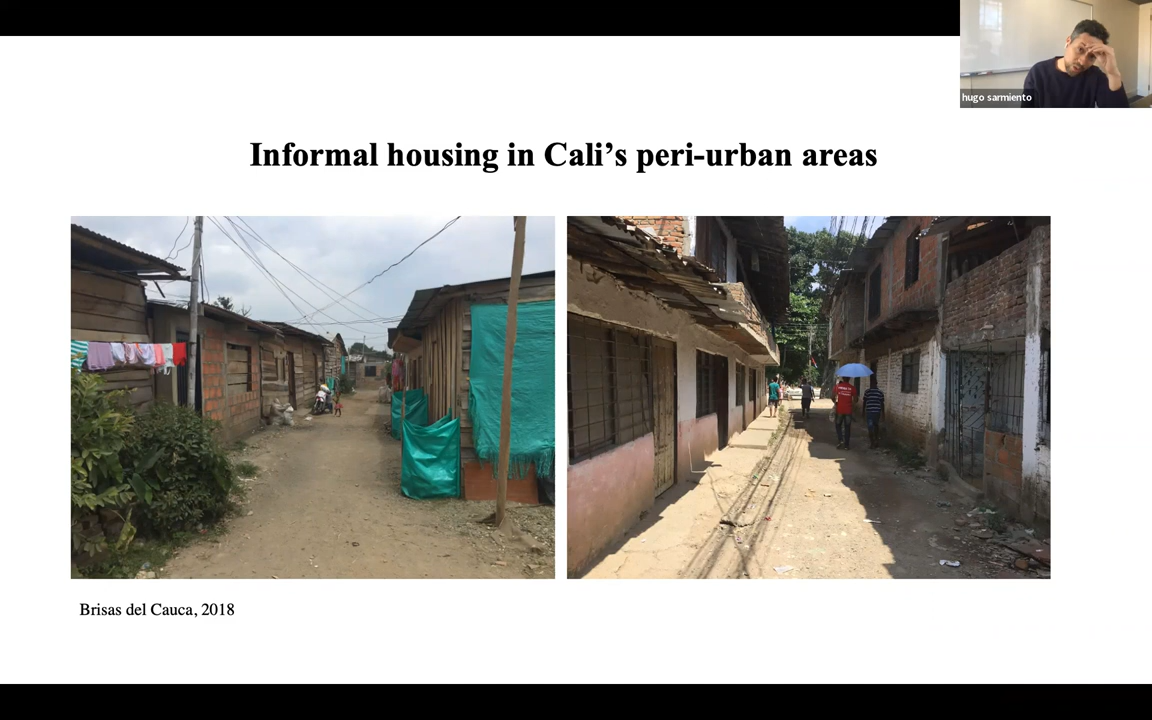 hugo sarmiento
Informal housing in Cali’s peri-urban areas
Brisas del Cauca, 2018